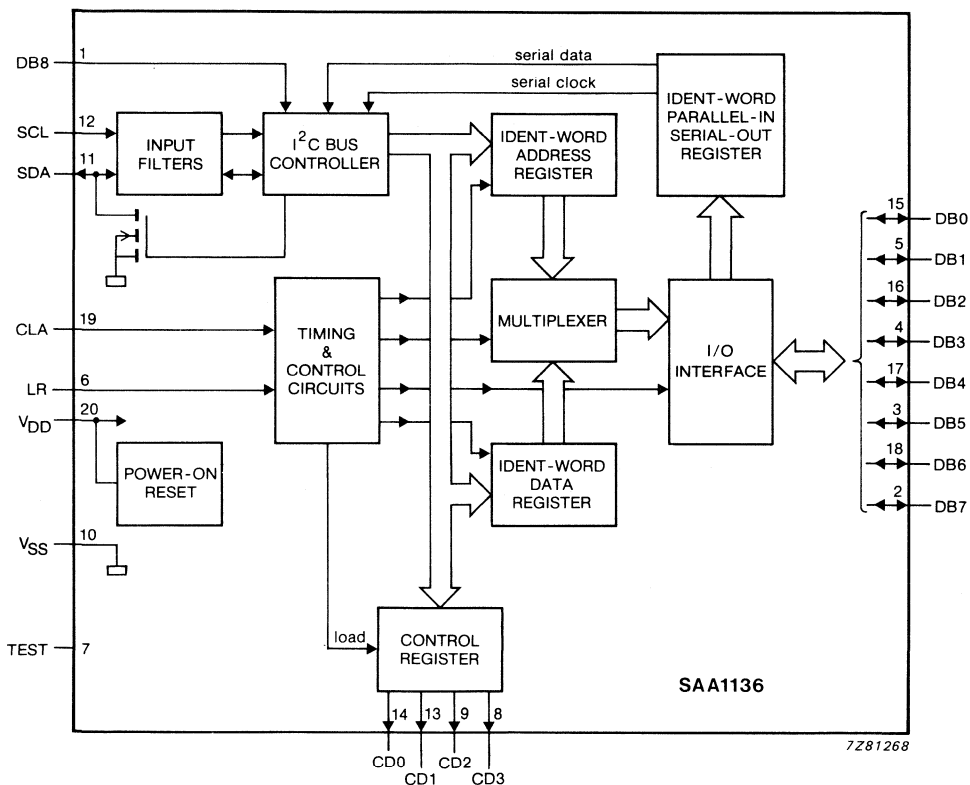 DB8
1
SCL
12
SDA
11
INPUT
FILTERS
I²C BUS
CONTROLLER
serial data
serial clock
IDENT-WORD
ADDRESS
REGISTER
IDENT-WORD
PARALLEL-IN
SERIAL-OUT
REGISTER
CLA
19
LR
6
TIMING
&
CONTROL
CIRCUITS
MULTIPLEXER
I/O
INTERFACE
15
DB0
5
DB1
16
DB2
4
DB3
17
DB4
3
DB5
18
DB6
2
DB7
VDD
20
POWER-ON
RESET
IDENT-WORD
DATA
REGISTER
VSS
10
TEST
7
load
CONTROL
REGISTER
SAA1136
14
13
9
8
CD0
CD1
CD2
CD3
7Z81268